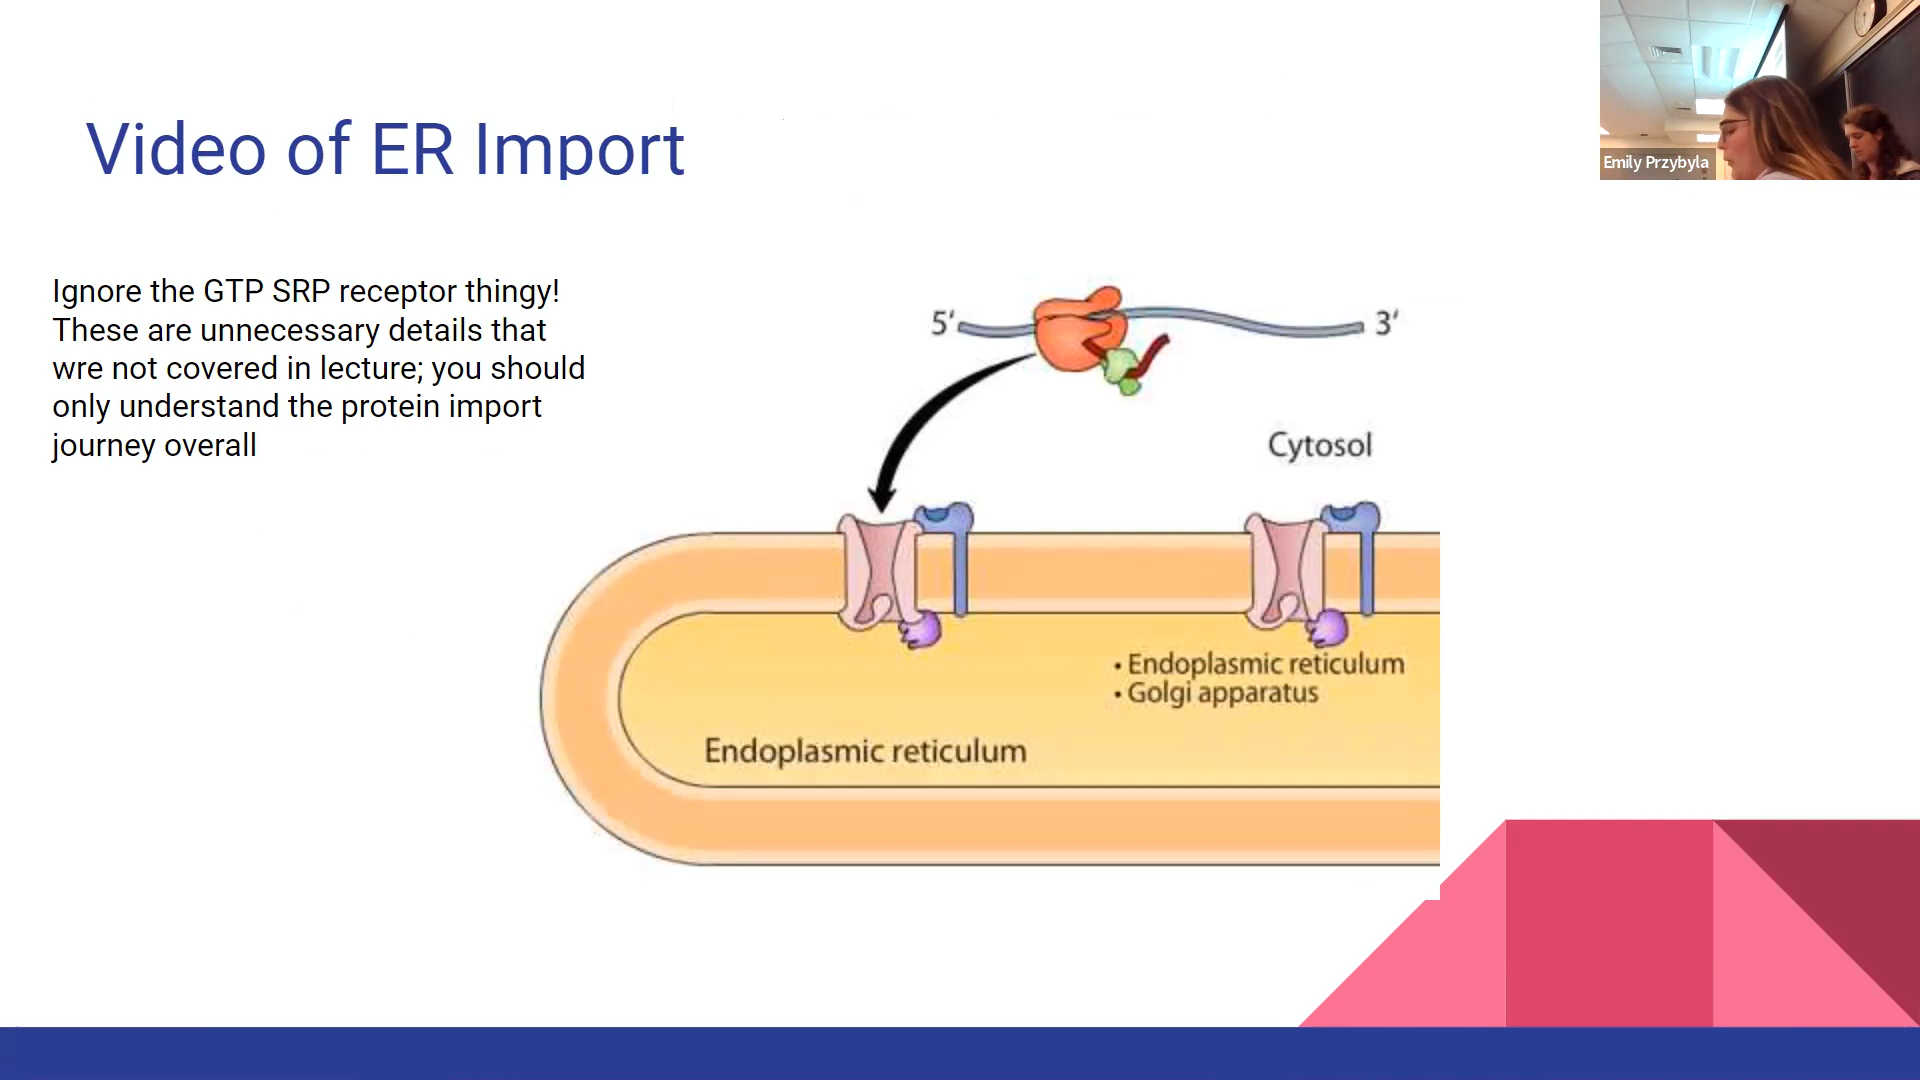 Video of ER Import
Emily Przybyla
Ignore the GTP SRP receptor thingy!
These are unnecessary details that
wre not covered in lecture; you should
only understand the protein import
journey overall
5'
3'
Cytosol
• Endoplasmic reticulum
• Golgi apparatus
Endoplasmic reticulum